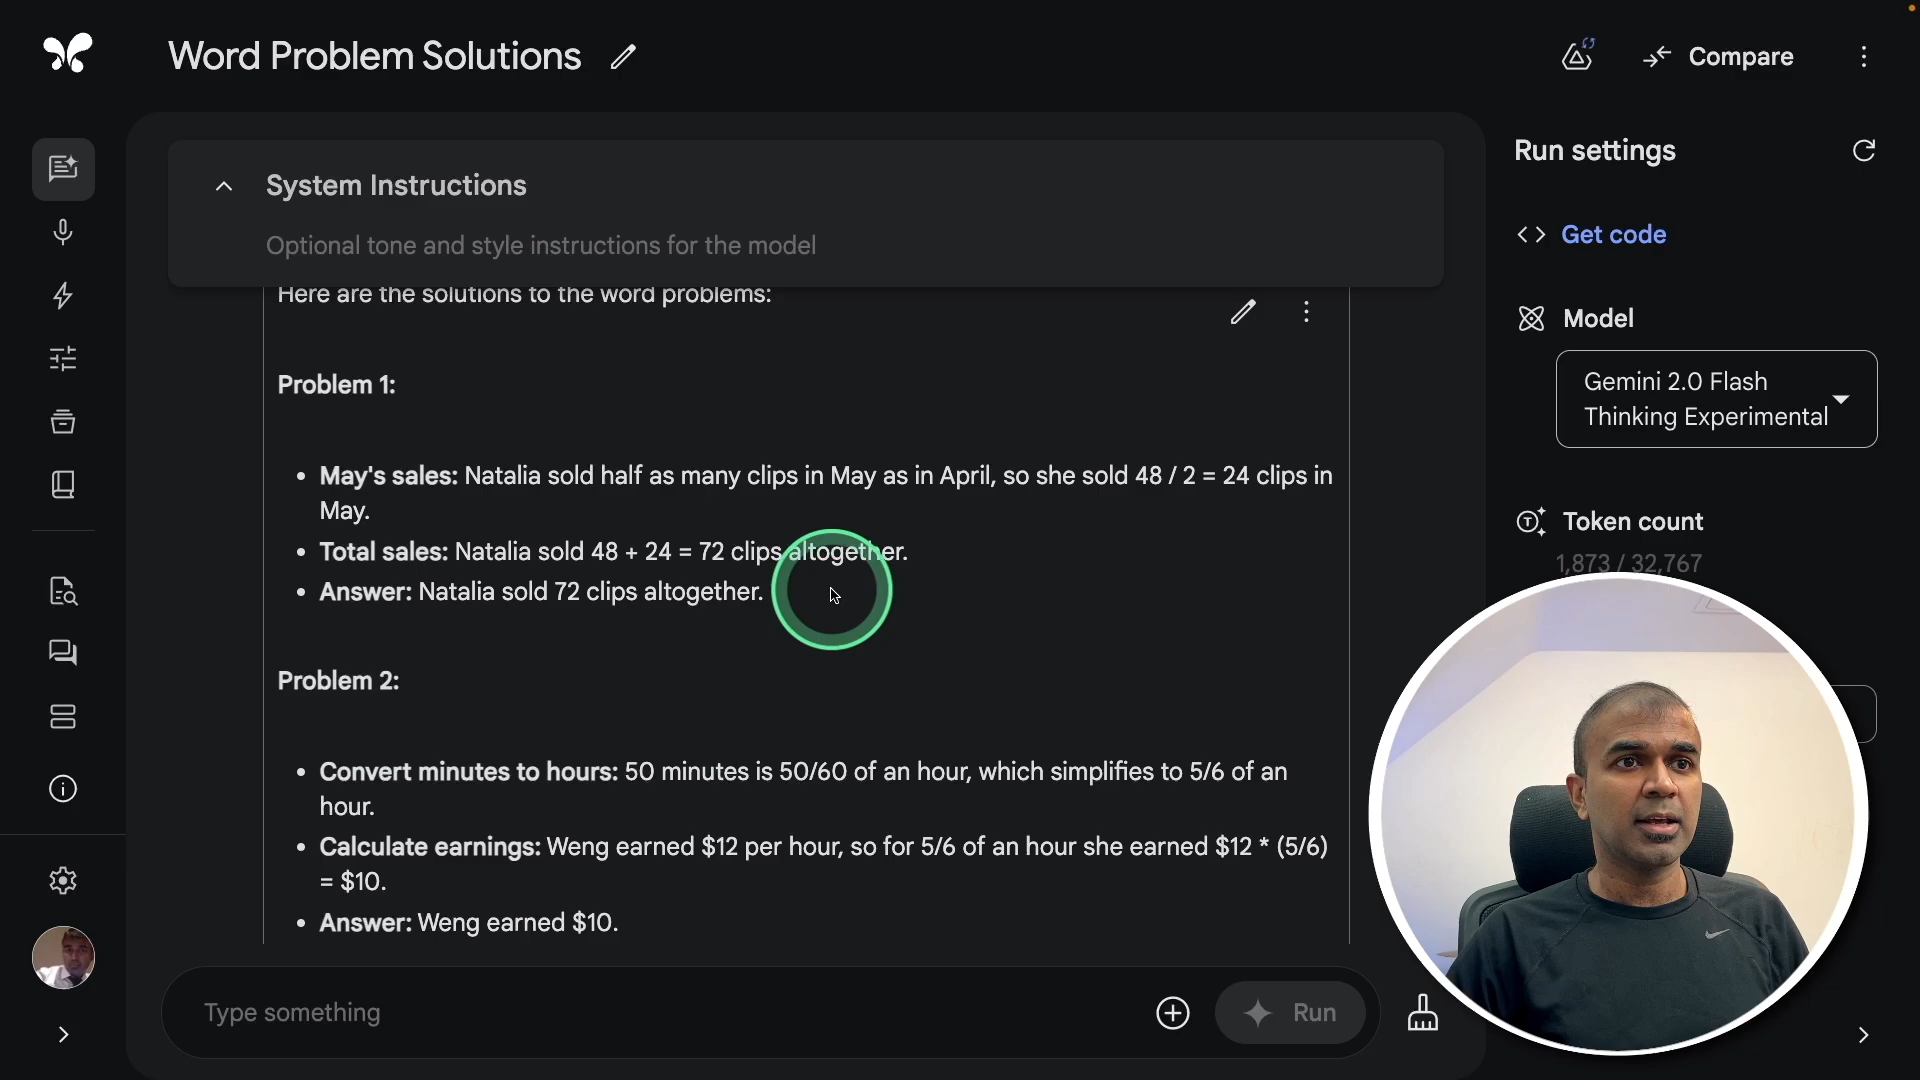 Word Problem Solutions
Compare
System Instructions
Optional tone and style instructions for the model
Here are the solutions to the word problems:
Problem 1:
• May's sales: Natalia sold half as many clips in May as in April, so she sold 48 / 2 = 24 clips in
May.
• Total sales: Natalia sold 48 + 24 = 72 clips altogether.
• Answer: Natalia sold 72 clips altogether.
Problem 2:
• Convert minutes to hours: 50 minutes is 50/60 of an hour, which simplifies to 5/6 of an
hour.
• Calculate earnings: Weng earned $12 per hour, so for 5/6 of an hour she earned $12 * (5/6)
= $10.
• Answer: Weng earned $10.
Type something
Run
Run settings
Get code
Model
Gemini 2.0 Flash
Thinking Experimental
Token count
1,873 / 32,767